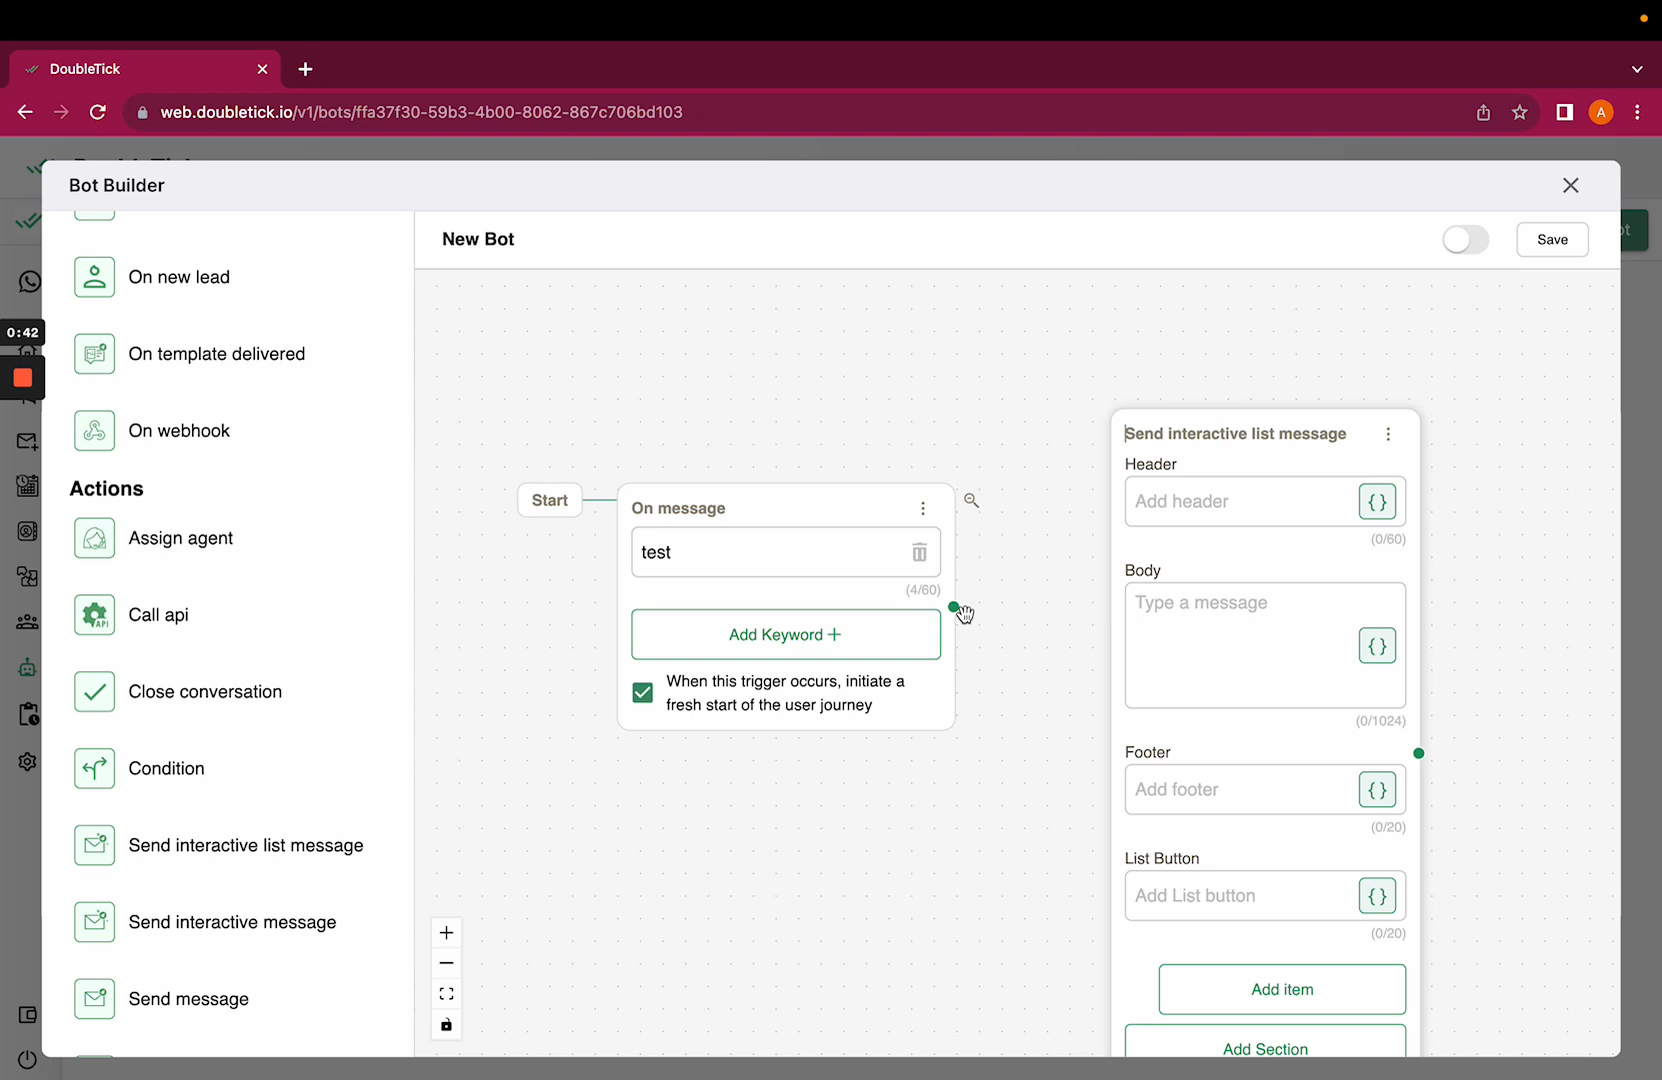 DoubleTick
web.doubletick.io/v1/bots/ffa37f30-59b3-4b00-8062-867c706bd103
A
Bot Builder
New Bot
Save
On new lead
0:42
On template delivered
On webhook
Actions
Assign agent
Call api
API
Close conversation
Condition
Send interactive list message
Send interactive message
Send message
Start
On message
test
(4/60)
Add Keyword +
When this trigger occurs, initiate a
fresh start of the user journey
Send interactive list message
Header
Add header
{ }
(0/60)
Body
Type a message
{ }
(0/1024)
Footer
Add footer
{ }
(0/20)
List Button
Add List button
{ }
(0/20)
Add item
Add Section